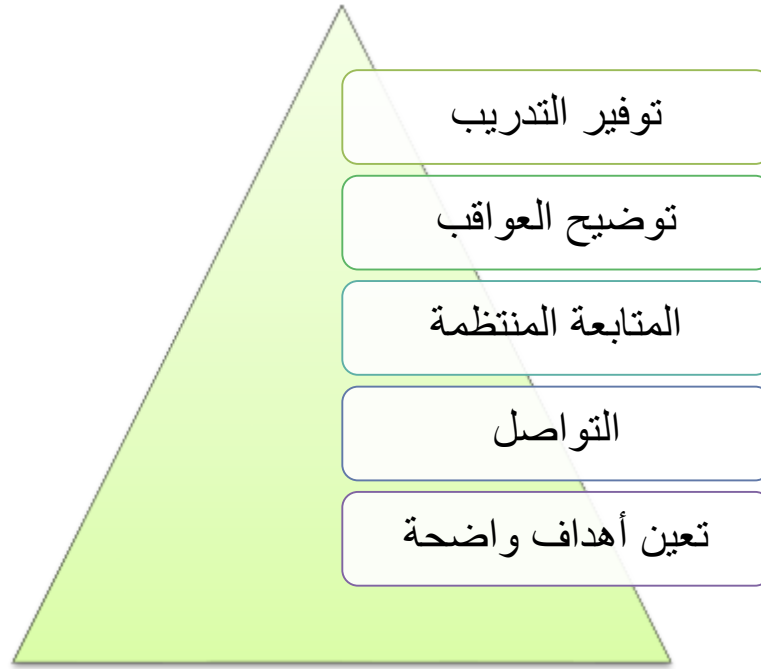 توفير التدريب
توضيح العواقب
المتابعة المنتظمة
التواصل
تعين أهداف واضحة